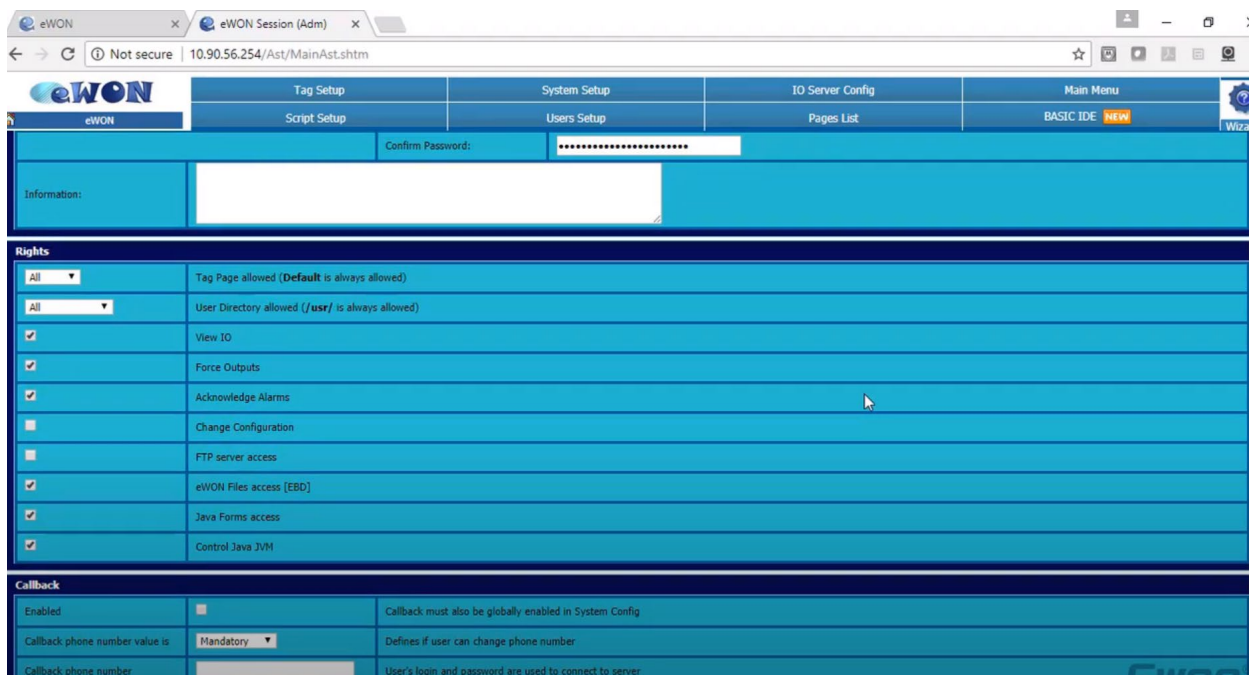 eWON
eWON Session (Adm)
Not secure 10.90.56.254/Ast/MainAst.shtm
eWON Tag Setup System Setup IO Server Config Main Menu
eWON Script Setup Users Setup Pages List BASIC IDE NEW
Confirm Password: ••••••••••••••••••••••••
Information:
Rights
All Tag Page allowed (Default is always allowed)
All User Directory allowed (/usr/ is always allowed)
View IO
Force Outputs
Acknowledge Alarms
Change Configuration
FTP server access
eWON Files access [EBD]
Java Forms access
Control Java JVM
Callback
Enabled Callback must also be globally enabled in System Config
Callback phone number value is Mandatory Defines if user can change phone number
Callback phone number User's login and password are used to connect to server